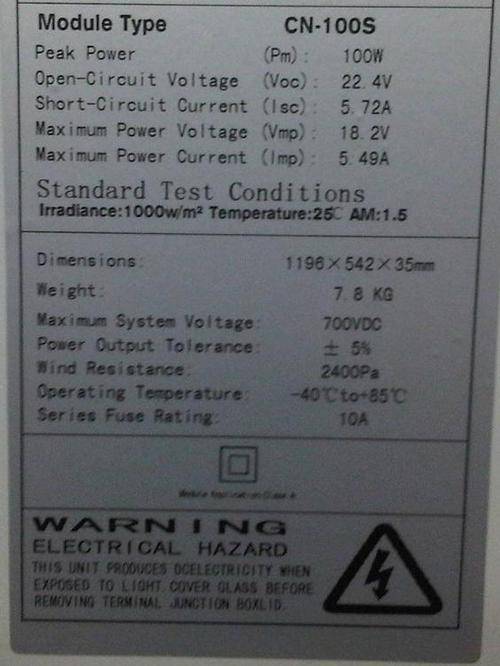 Module Type CN-100S
Peak Power (Pm): 100W
Open-Circuit Voltage (Voc): 22.4V
Short-Circuit Current (Isc): 5.72A
Maximum Power Voltage (Vmp): 18.2V
Maximum Power Current (Imp): 5.49A
Standard Test Conditions
Irradiance:1000w/m² Temperature:25℃ AM:1.5
Dimensions: 1196×542×35mm
Weight: 7.8 KG
Maximum System Voltage: 700VDC
Power Output Tolerance: ± 5%
Wind Resistance: 2400Pa
Operating Temperature: -40℃to+85℃
Series Fuse Rating: 10A
Module Application Class A
WARNING
ELECTRICAL HAZARD
THIS UNIT PRODUCES DCELECTRICITY WHEN
EXPOSED TO LIGHT.COVER GLASS BEFORE
REMOVING TERMINAL JUNCTION BOXLID.